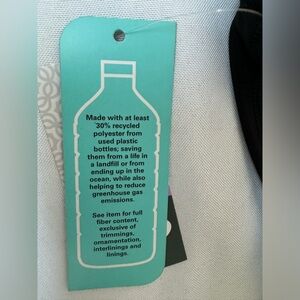 Made with at least
30% recycled
polyester from
used plastic
bottles; saving
them from a life in
a landfill or from
ending up in the
ocean, while also
helping to reduce
greenhouse gas
emissions.
See item for full
fiber content,
exclusive of
trimmings,
ornamentation,
interlinings and
linings.